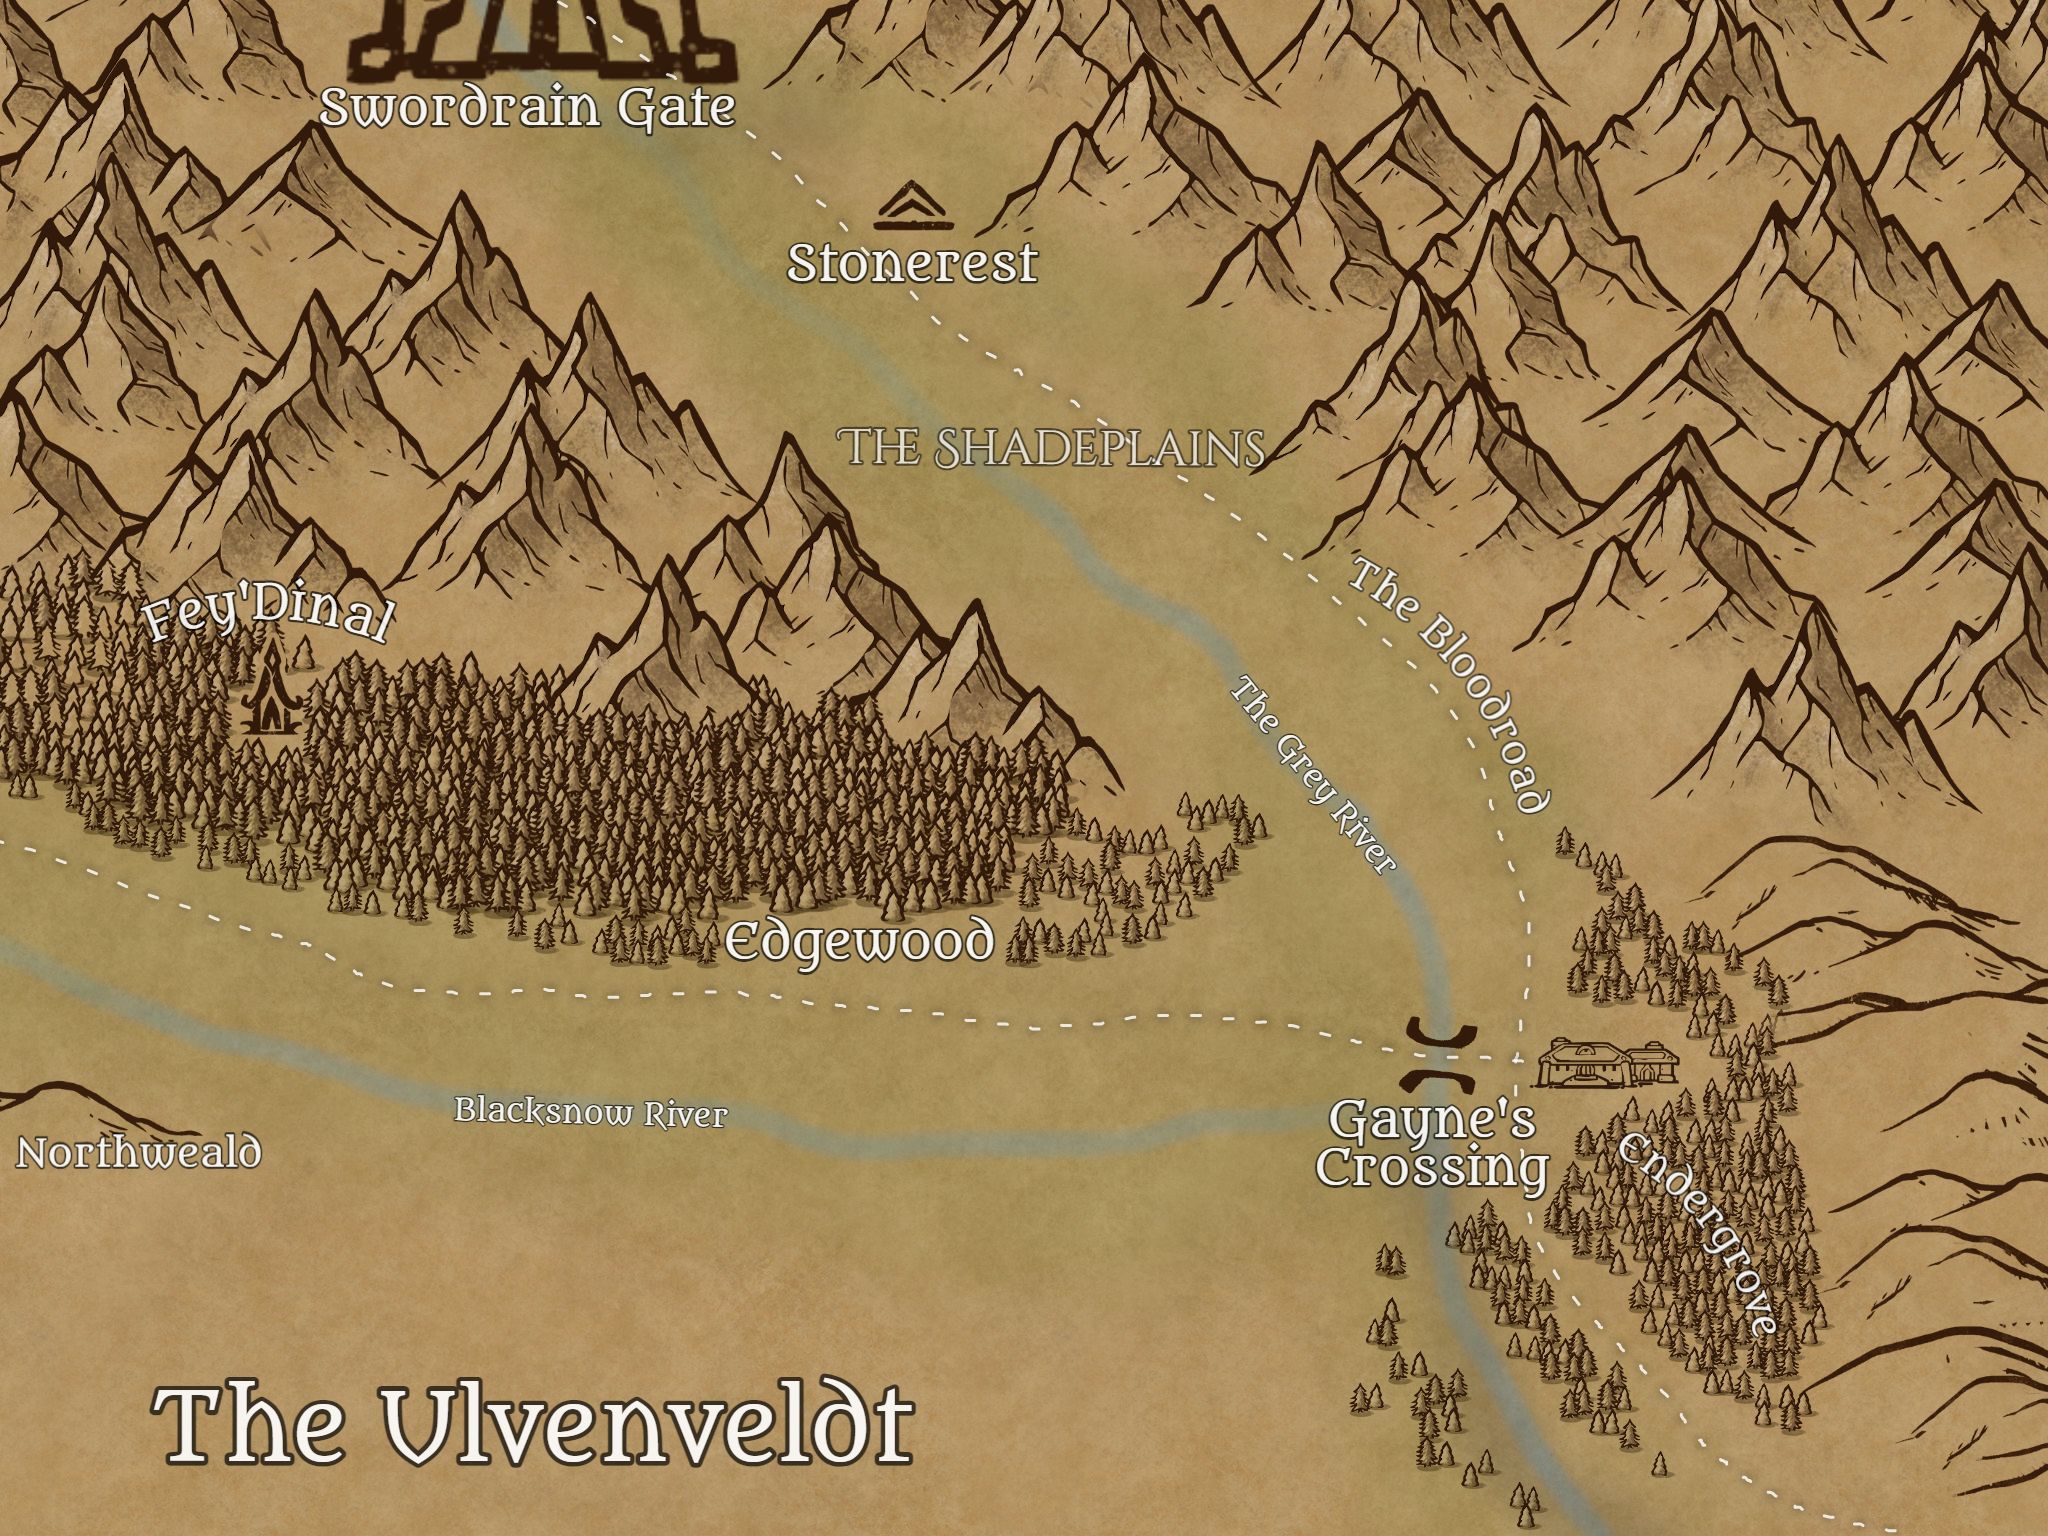 Swordrain Gate
Stonerest
The Shadeplains
The Bloodroad
Fey'Dinal
The Grey River
Edgewood
Blacksnow River
Gayne's
Crossing
Northweald
Endergrove
The Ulvenveldt